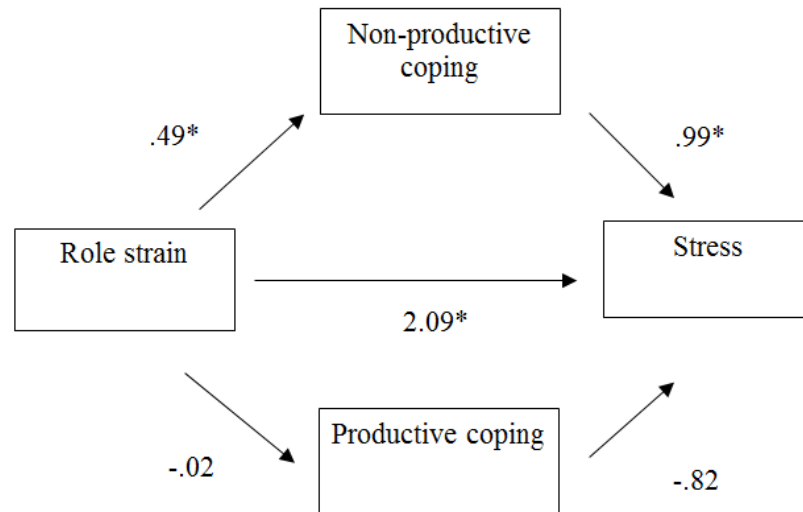 Non-productive
coping
.49*
.99*
Role strain
Stress
2.09*
Productive coping
-.02
-.82